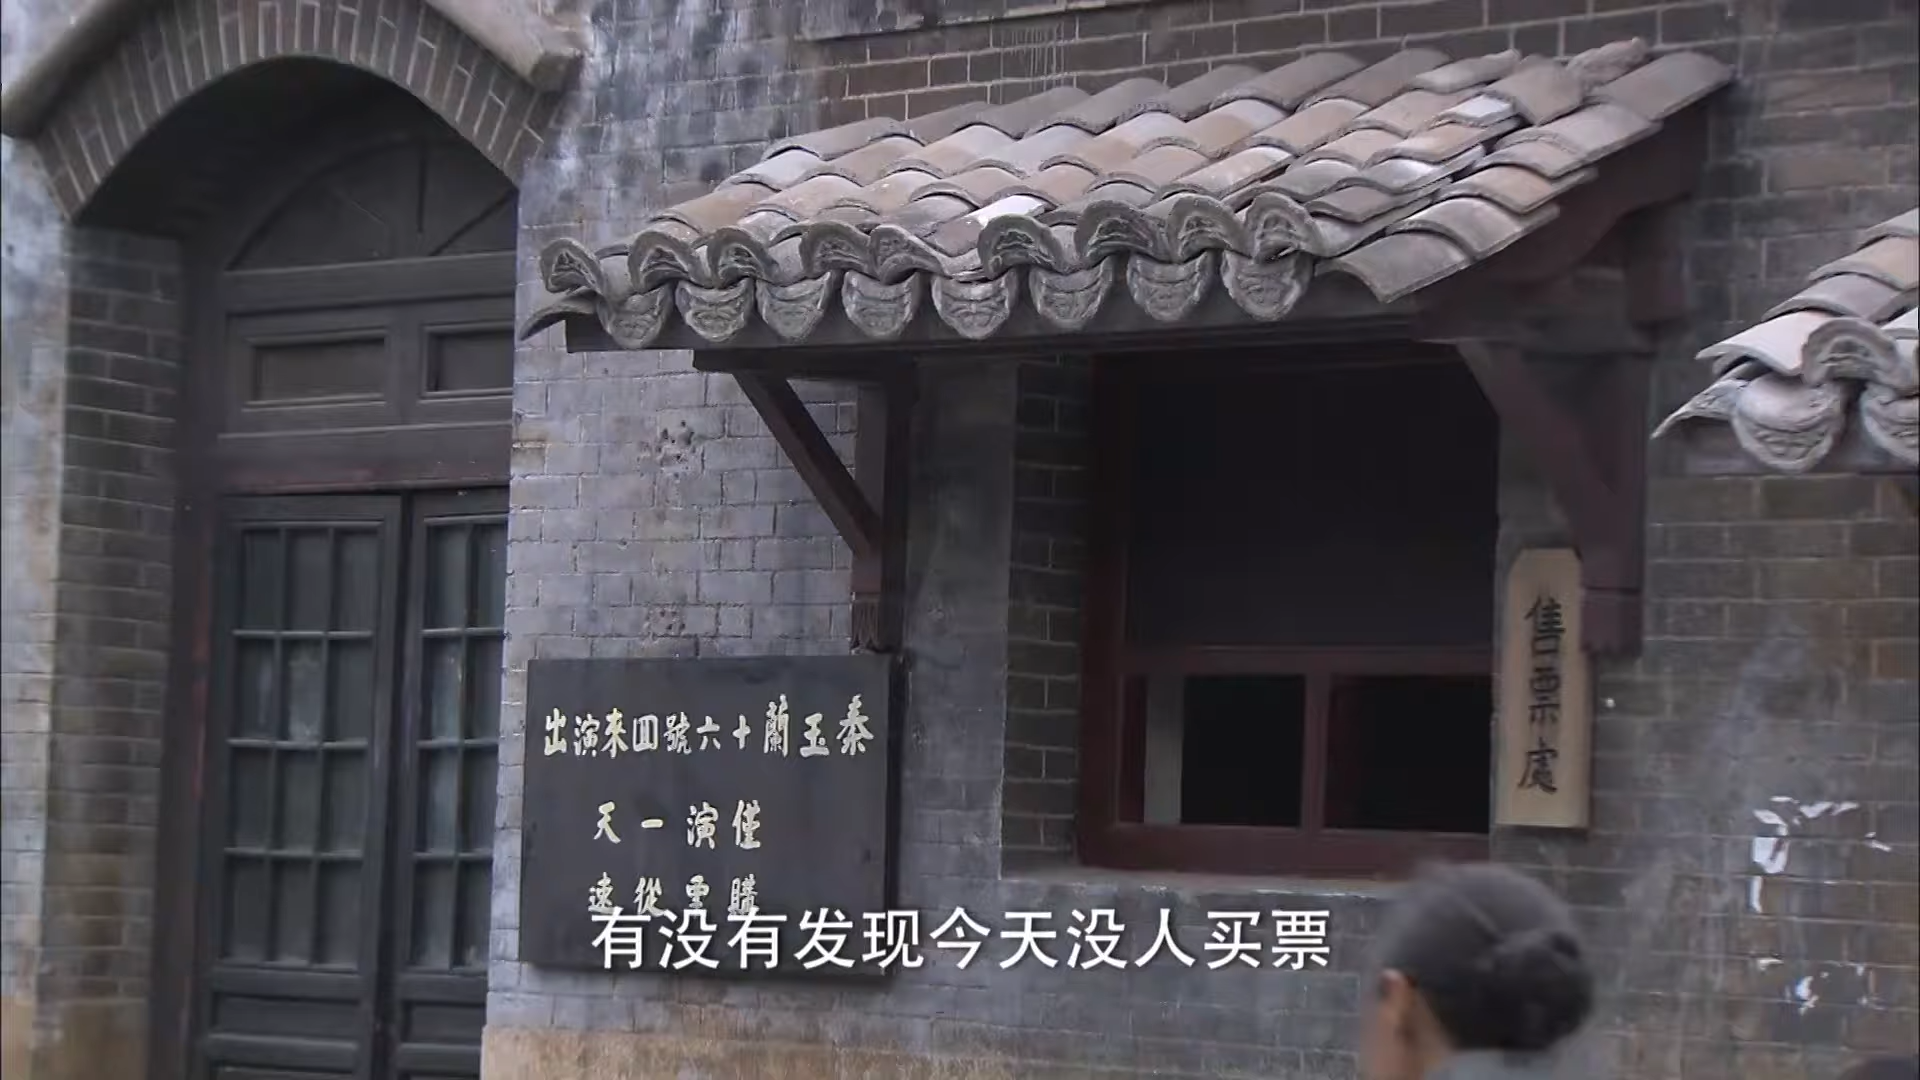 秦玉蘭十六號回來演出
僅演一天
購票從速
售票處
有没有发现今天没人买票